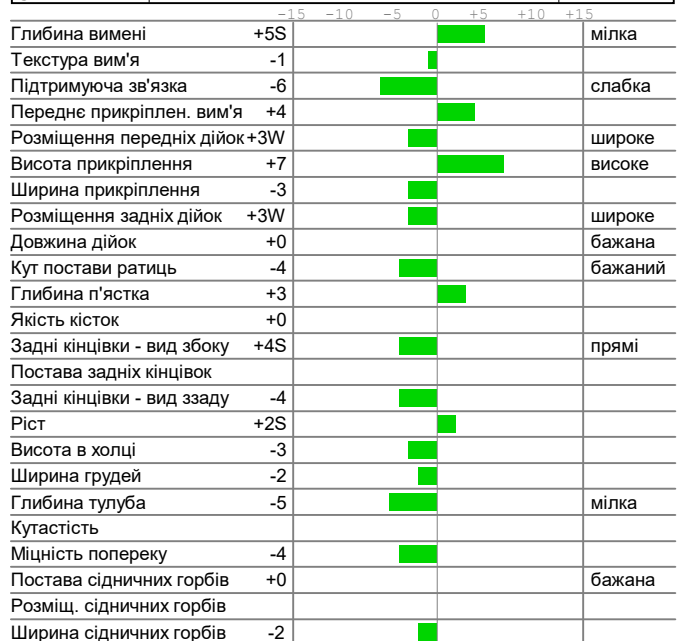 -15 -10 -5 0 +5 +10 +15
Глибина вимені +5S мілка
Текстура вим'я -1
Підтримуюча зв'язка -6 слабка
Переднє прикріплен. вим'я +4
Розміщення передніх дійок +3W широке
Висота прикріплення +7 високе
Ширина прикріплення -3
Розміщення задніх дійок +3W широке
Довжина дійок +0 бажана
Кут постави ратиць -4 бажаний
Глибина п'ястка +3
Якість кісток +0
Задні кінцівки - вид збоку +4S прямі
Постава задніх кінцівок
Задні кінцівки - вид ззаду -4
Ріст +2S
Висота в холці -3
Ширина грудей -2
Глибина тулуба -5 мілка
Кутастість
Міцність попереку -4
Постава сідничних горбів +0 бажана
Розміщ. сідничних горбів
Ширина сідничних горбів -2